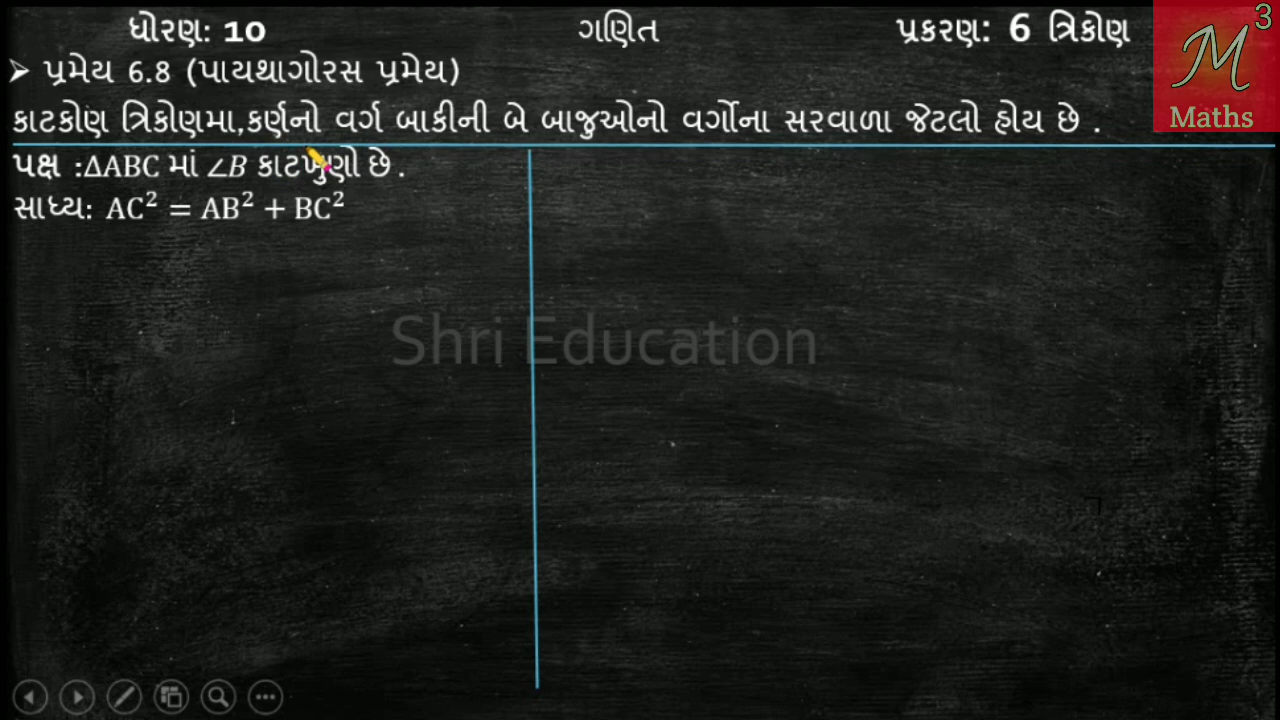 ધોરણ: 10 ગણિત પ્રકરણ: 6 ત્રિકોણ
M3
Maths
➢ પ્રમેય 6.8 (પાયથાગોરસ પ્રમેય)
કાટકોણ ત્રિકોણમા,કર્ણનો વર્ગ બાકીની બે બાજુઓનો વર્ગોના સરવાળા જેટલો હોય છે .
પક્ષ :ΔABC માં ∠B કાટખુણો છે .
સાધ્ય: AC² = AB² + BC²
Shri Education